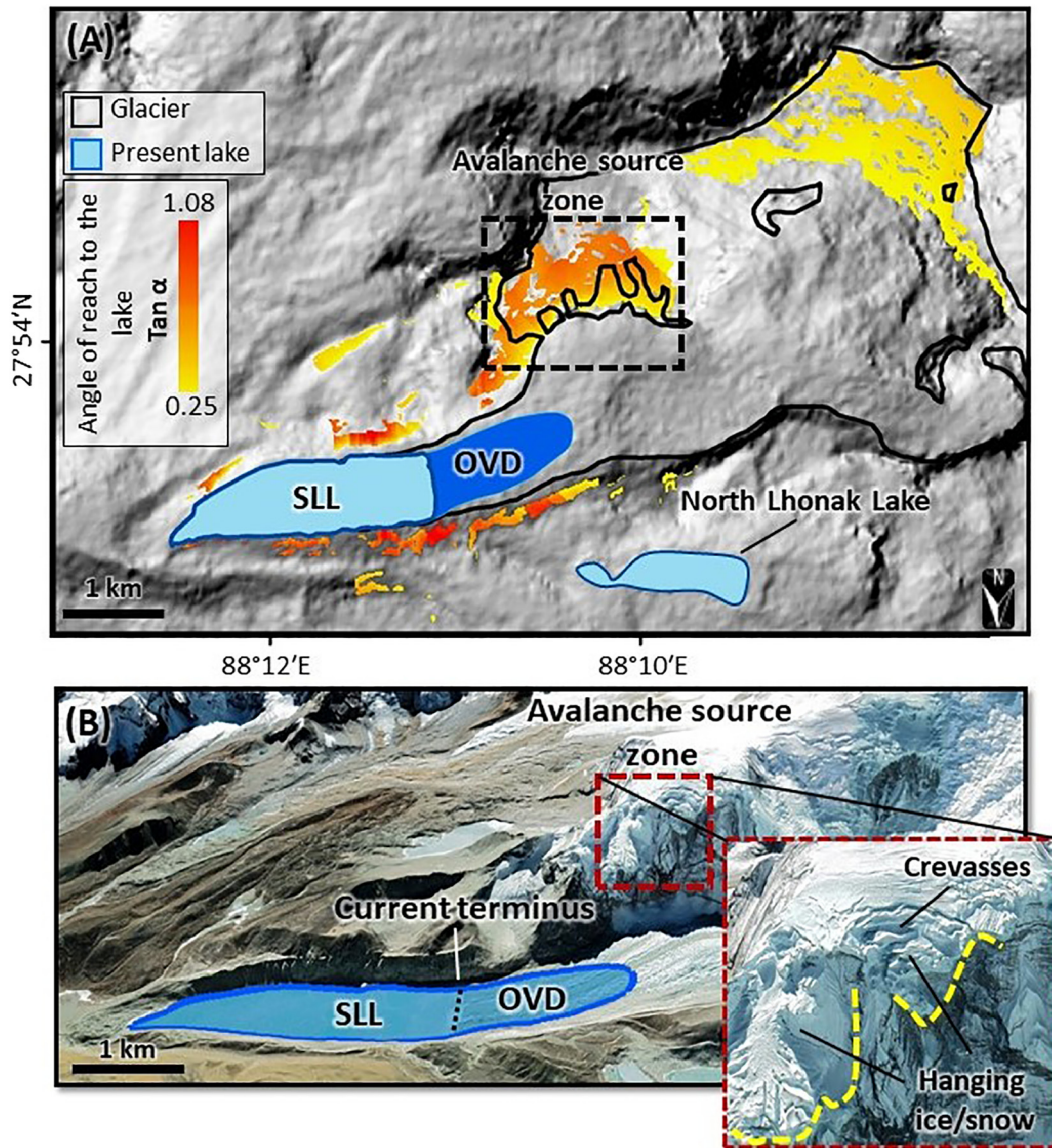 (A)
Glacier
Present lake
Angle of reach to the
lake
Tan α
1.08
0.25
Avalanche source
zone
SLL
OVD
North Lhonak Lake
1 km
N
27°54′N
88°12′E
88°10′E
(B)
Avalanche source
zone
Current terminus
SLL
OVD
1 km
Crevasses
Hanging
ice/snow